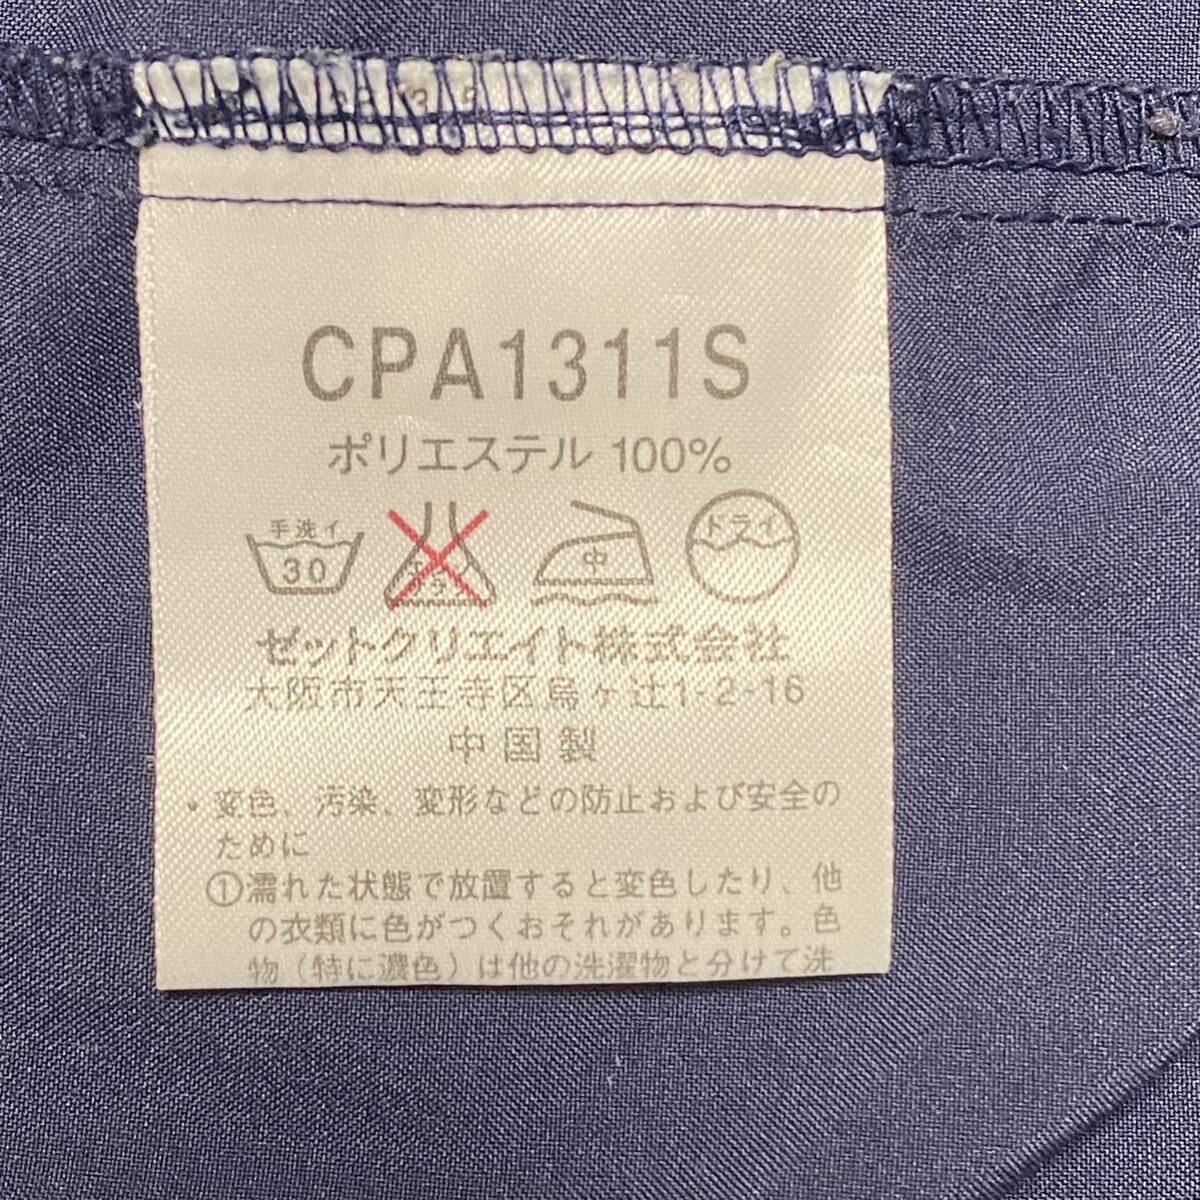 CPA1311S
ポリエステル 100%
手洗イ
30
エンソ
サラシ
中
ドライ
ゼットクリエイト株式会社
大阪市天王寺区烏ヶ辻1-2-16
中国製
・変色、汚染、変形などの防止および安全の
ために
①濡れた状態で放置すると変色したり、他
の衣類に色がつくおそれがあります。色
物(特に濃色)は他の洗濯物と分けて洗